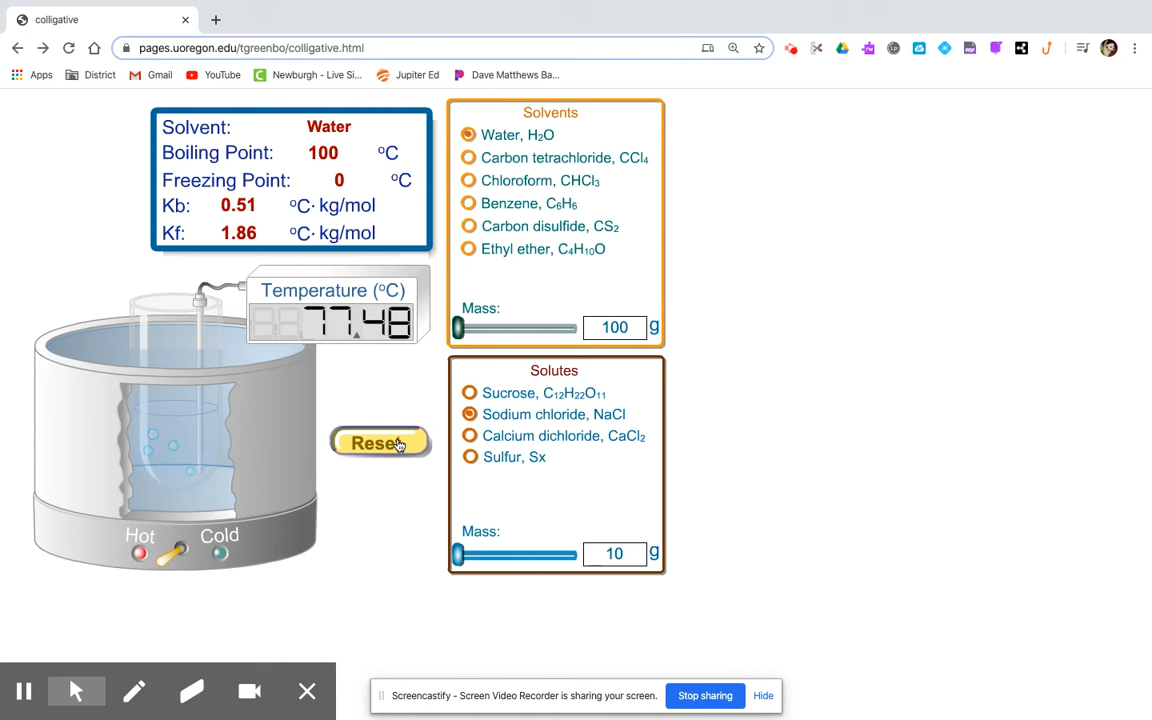 colligative
pages.uoregon.edu/tgreenbo/colligative.html
Apps District Gmail YouTube Newburgh - Live Si... Jupiter Ed Dave Matthews Ba...
Solvent: Water
Boiling Point: 100 °C
Freezing Point: 0 °C
Kb: 0.51 °C· kg/mol
Kf: 1.86 °C· kg/mol
Solvents
Water, H₂O
Carbon tetrachloride, CCl₄
Chloroform, CHCl₃
Benzene, C₆H₆
Carbon disulfide, CS₂
Ethyl ether, C₄H₁₀O
Mass:
100 g
Temperature (°C)
77.48
Hot Cold
Solutes
Sucrose, C₁₂H₂₂O₁₁
Sodium chloride, NaCl
Calcium dichloride, CaCl₂
Sulfur, Sx
Mass:
10 g
Screencastify - Screen Video Recorder is sharing your screen. Stop sharing Hide